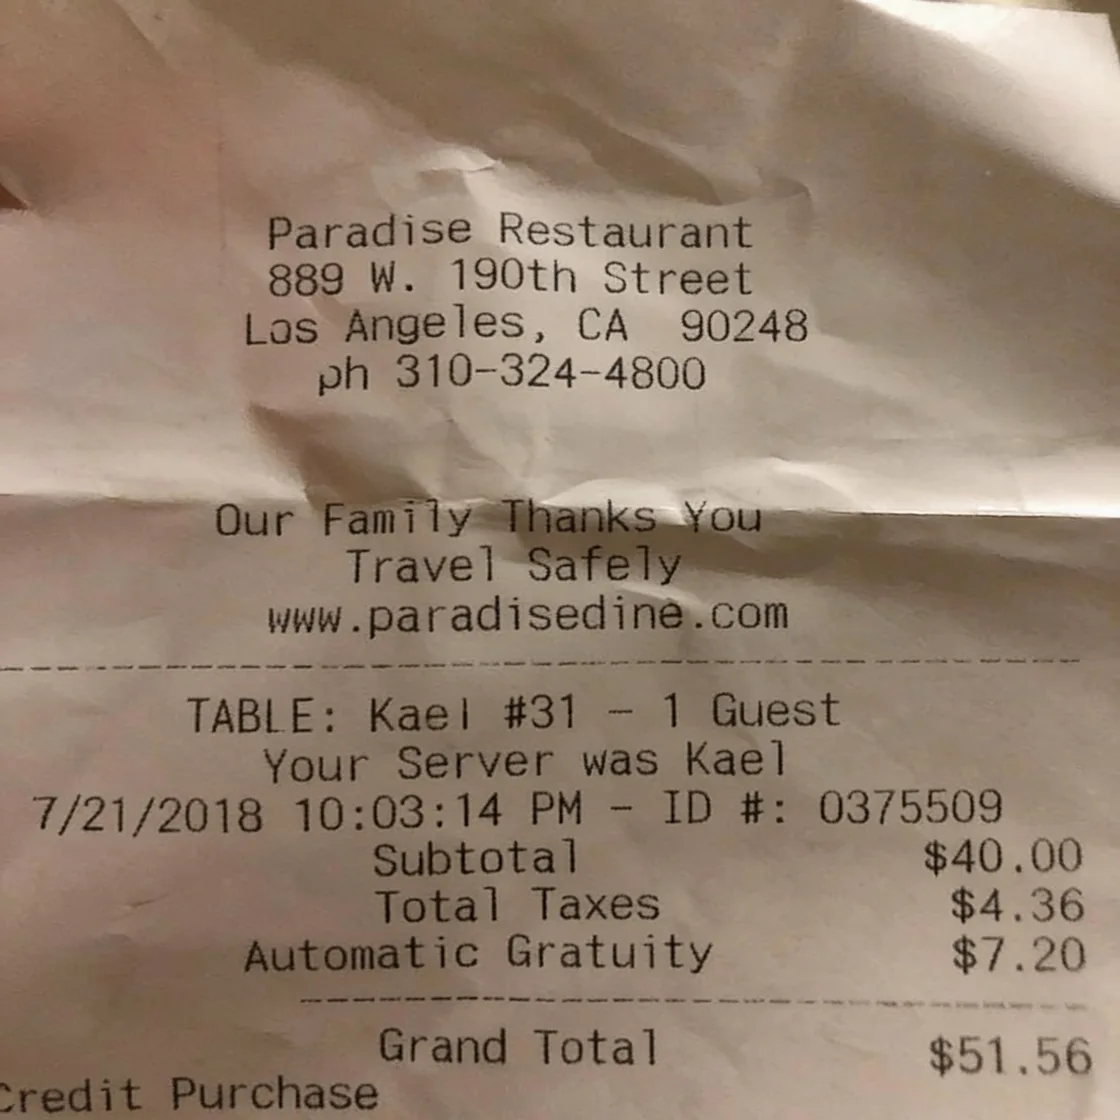 Paradise Restaurant
889 W. 190th Street
Los Angeles, CA 90248
ph 310-324-4800
Our Family Thanks You
Travel Safely
www.paradisedine.com
TABLE: Kael #31 - 1 Guest
Your Server was Kael
7/21/2018 10:03:14 PM - ID #: 0375509
Subtotal $40.00
Total Taxes $4.36
Automatic Gratuity $7.20
Grand Total $51.56
Credit Purchase